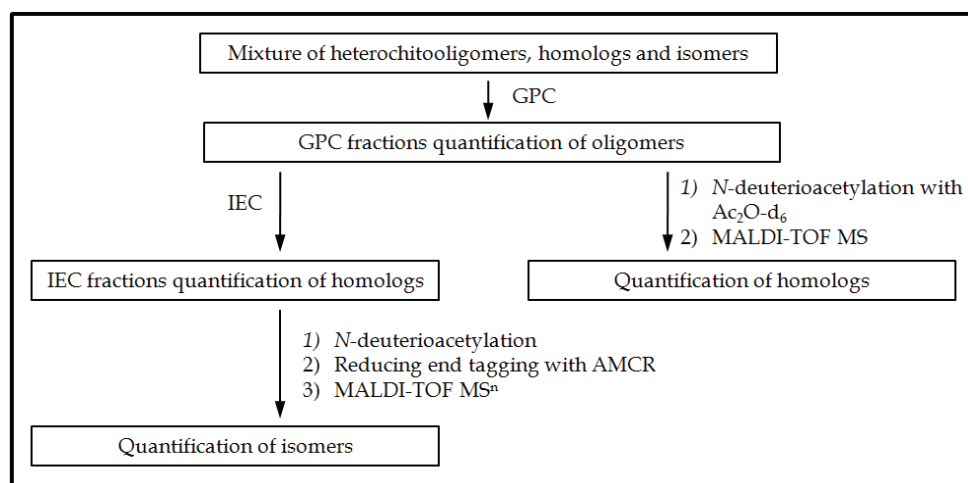 Mixture of heterochitooligomers, homologs and isomers
GPC
GPC fractions quantification of oligomers
IEC
1) N-deuterioacetylation with
Ac₂O-d₆
2) MALDI-TOF MS
IEC fractions quantification of homologs
Quantification of homologs
1) N-deuterioacetylation
2) Reducing end tagging with AMCR
3) MALDI-TOF MSⁿ
Quantification of isomers